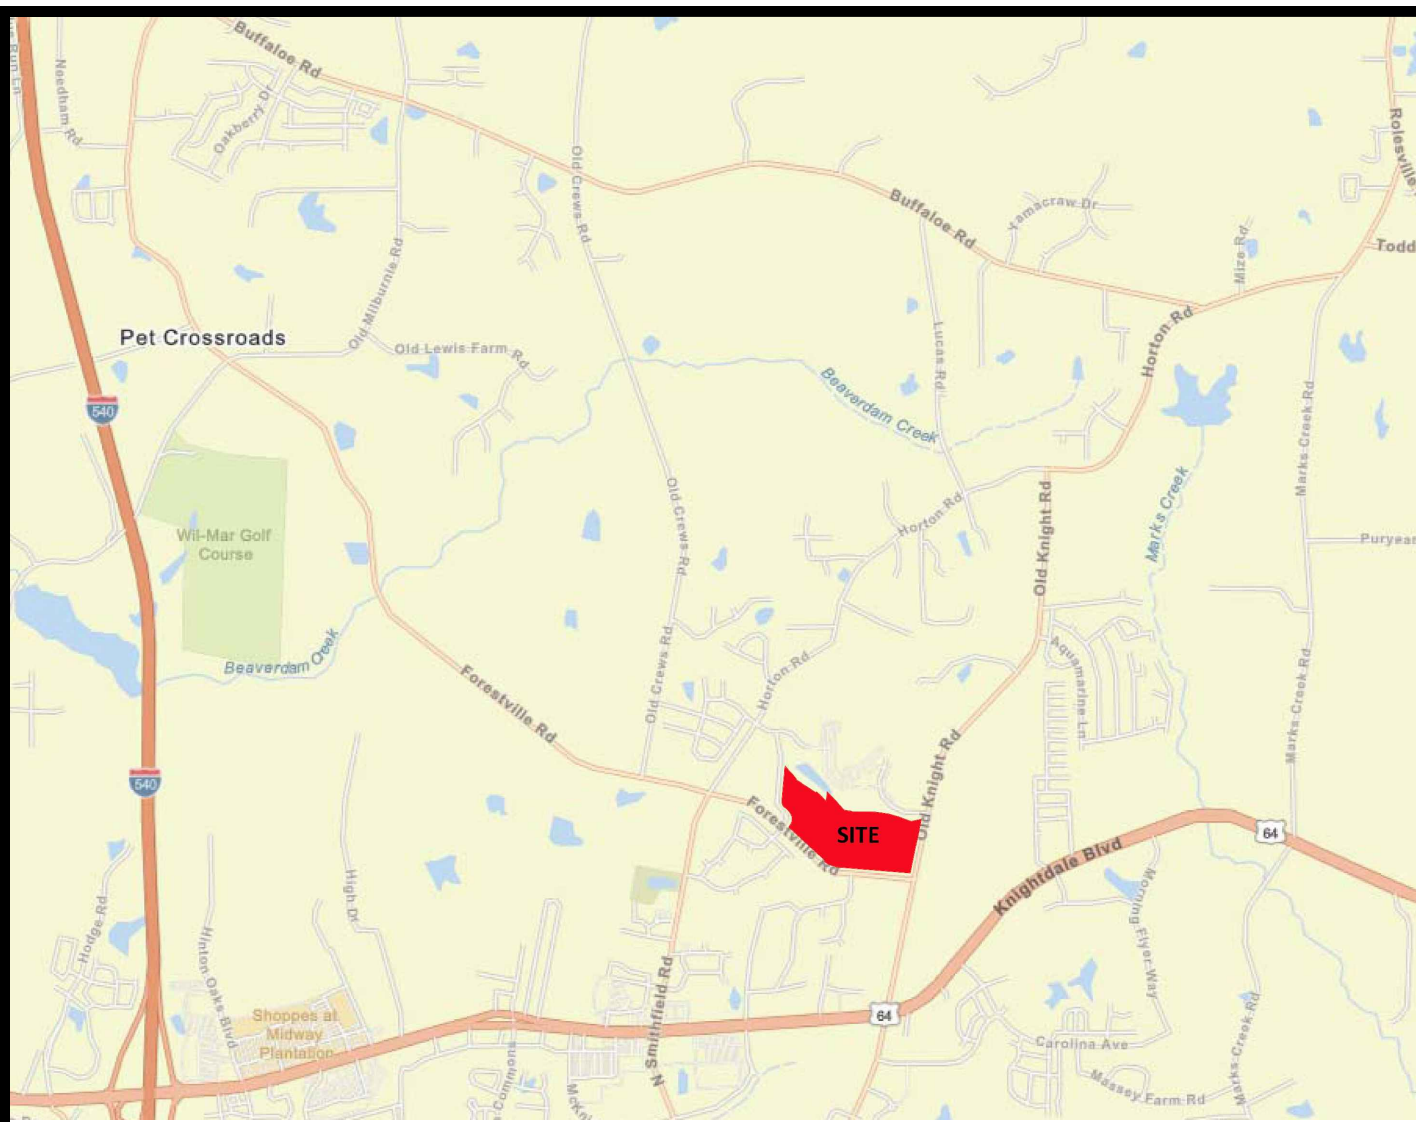 Buffaloe Rd
Needham Rd
Oakberry Dr
Old Crews Rd
Rolesville
Buffaloe Rd
Yamacraw Dr
Mize Rd
Todd
Old Milburnie Rd
Pet Crossroads
Old Lewis Farm Rd
Lucas Rd
Horton Rd
Beaverdam Creek
540
Marks Creek Rd
Old Crews Rd
Horton Rd
Old Knight Rd
Marks Creek
Wil-Mar Golf
Course
Puryear
Beaverdam Creek
Forestville Rd
Old Crews Rd
Horton Rd
Aquamarine Ln
Marks Creek Rd
540
Old Knight Rd
Forestville Rd
SITE
64
Knightdale Blvd
High Dr
Hodge Rd
Hinton Oaks Blvd
Morning Flyer Way
N Smithfield Rd
64
Shoppes at
Midway
Plantation
Carolina Ave
Marks Creek Rd
Massey Farm Rd
Commons
McKni